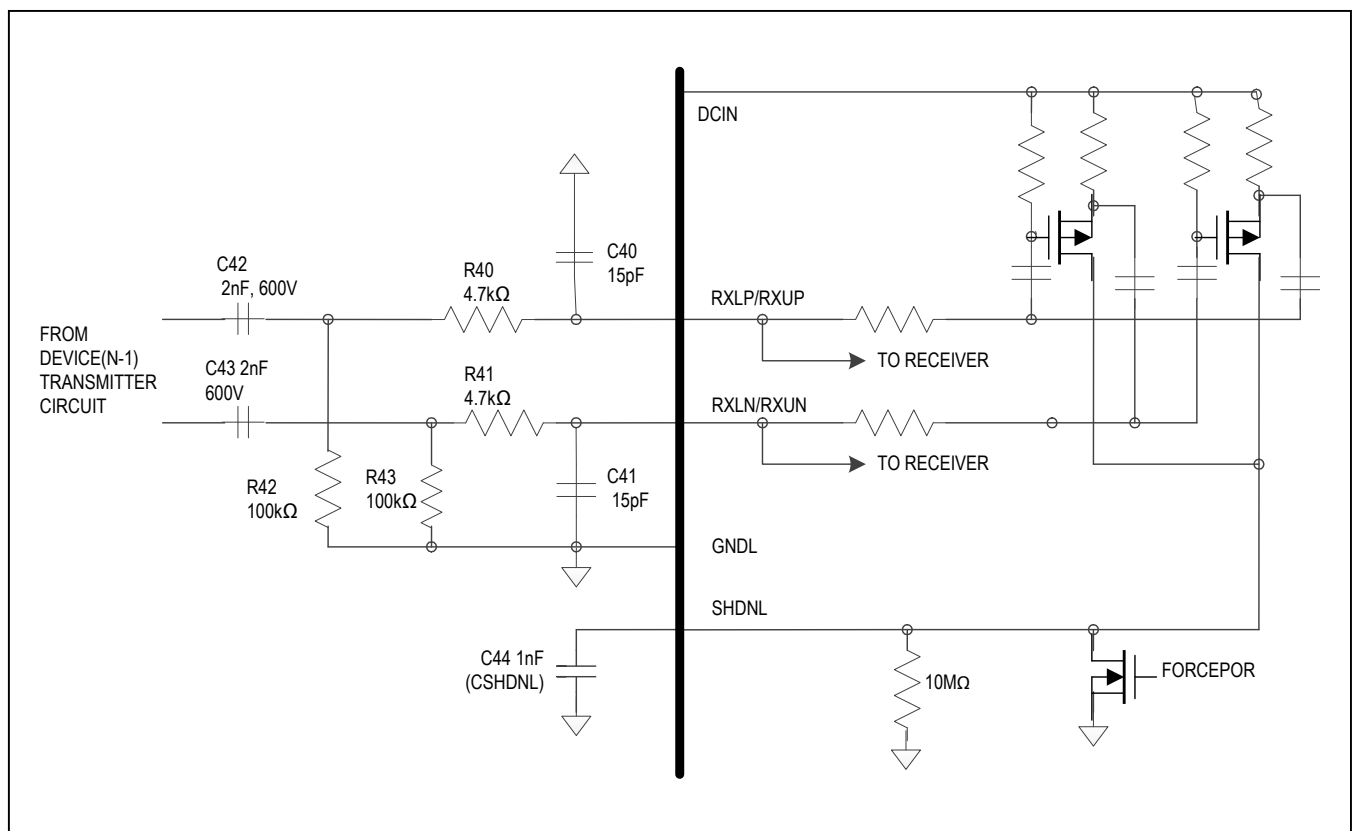 DCIN
C40
15pF
C42
2nF, 600V
R40
4.7kΩ
RXLP/RXUP
FROM
DEVICE(N-1)
TRANSMITTER
CIRCUIT
TO RECEIVER
C43 2nF
600V
R41
4.7kΩ
RXLN/RXUN
TO RECEIVER
R42
100kΩ
R43
100kΩ
C41
15pF
GNDL
SHDNL
C44 1nF
(CSHDNL)
10MΩ
FORCEPOR